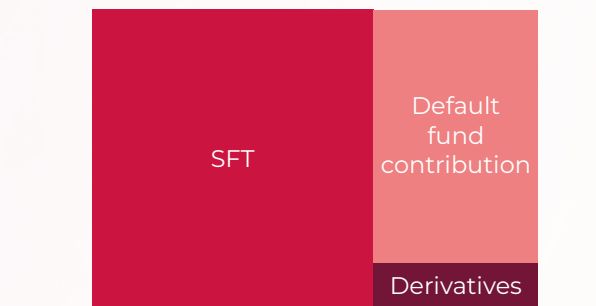 SFT
Default
fund
contribution
Derivatives